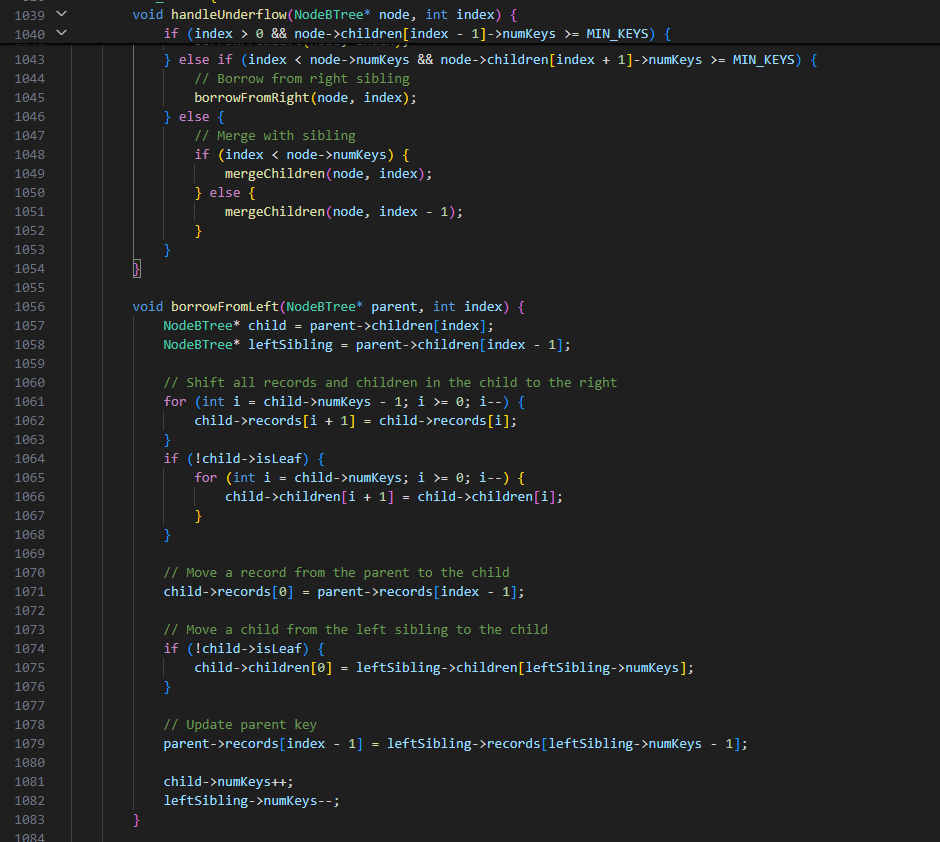 1039 void handleUnderflow(NodeBTree* node, int index) {
1040 if (index > 0 && node->children[index - 1]->numKeys >= MIN_KEYS) {
1043 } else if (index < node->numKeys && node->children[index + 1]->numKeys >= MIN_KEYS) {
1044 // Borrow from right sibling
1045 borrowFromRight(node, index);
1046 } else {
1047 // Merge with sibling
1048 if (index < node->numKeys) {
1049 mergeChildren(node, index);
1050 } else {
1051 mergeChildren(node, index - 1);
1052 }
1053 }
1054 }
1055
1056 void borrowFromLeft(NodeBTree* parent, int index) {
1057 NodeBTree* child = parent->children[index];
1058 NodeBTree* leftSibling = parent->children[index - 1];
1059
1060 // Shift all records and children in the child to the right
1061 for (int i = child->numKeys - 1; i >= 0; i--) {
1062 child->records[i + 1] = child->records[i];
1063 }
1064 if (!child->isLeaf) {
1065 for (int i = child->numKeys; i >= 0; i--) {
1066 child->children[i + 1] = child->children[i];
1067 }
1068 }
1069
1070 // Move a record from the parent to the child
1071 child->records[0] = parent->records[index - 1];
1072
1073 // Move a child from the left sibling to the child
1074 if (!child->isLeaf) {
1075 child->children[0] = leftSibling->children[leftSibling->numKeys];
1076 }
1077
1078 // Update parent key
1079 parent->records[index - 1] = leftSibling->records[leftSibling->numKeys - 1];
1080
1081 child->numKeys++;
1082 leftSibling->numKeys--;
1083 }
1084